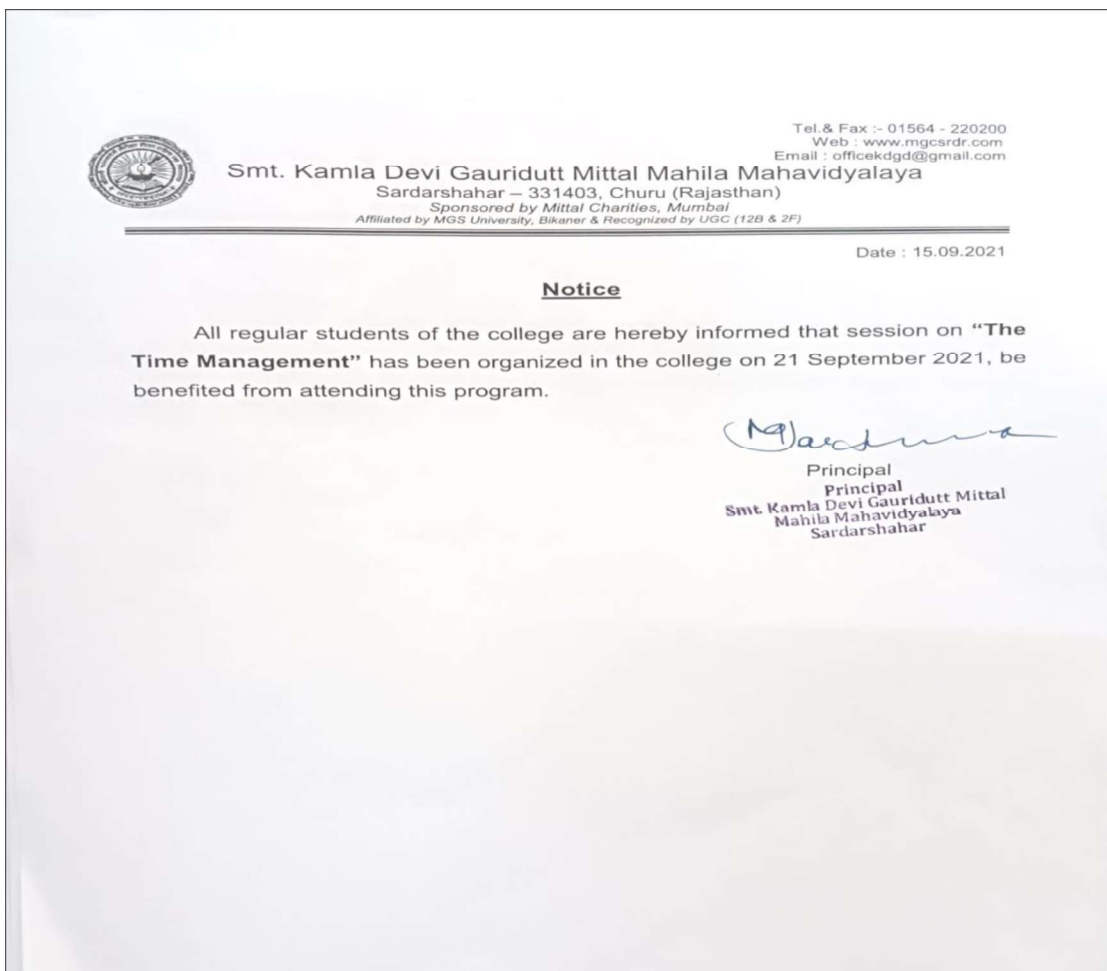 Tel.& Fax :- 01564 - 220200
Web : www.mgcsrdr.com
Email : officekdgd@gmail.com
Smt. Kamla Devi Gauridutt Mittal Mahila Mahavidyalaya
Sardarshahar – 331403, Churu (Rajasthan)
Sponsored by Mittal Charities, Mumbai
Affiliated by MGS University, Bikaner & Recognized by UGC (12B & 2F)
Date : 15.09.2021
Notice
All regular students of the college are hereby informed that session on “The
Time Management” has been organized in the college on 21 September 2021, be
benefited from attending this program.
Principal
Principal
Smt. Kamla Devi Gauridutt Mittal
Mahila Mahavidyalaya
Sardarshahar